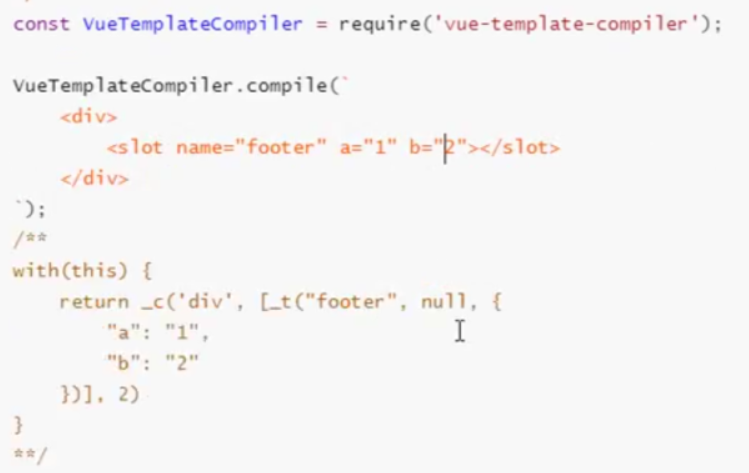 const VueTemplateCompiler = require('vue-template-compiler');
VueTemplateCompiler.compile(`
<div>
<slot name="footer" a="1" b="2"></slot>
</div>
`);
/**
with(this) {
return _c('div', [_t("footer", null, {
"a": "1",
"b": "2"
})], 2)
}
**/